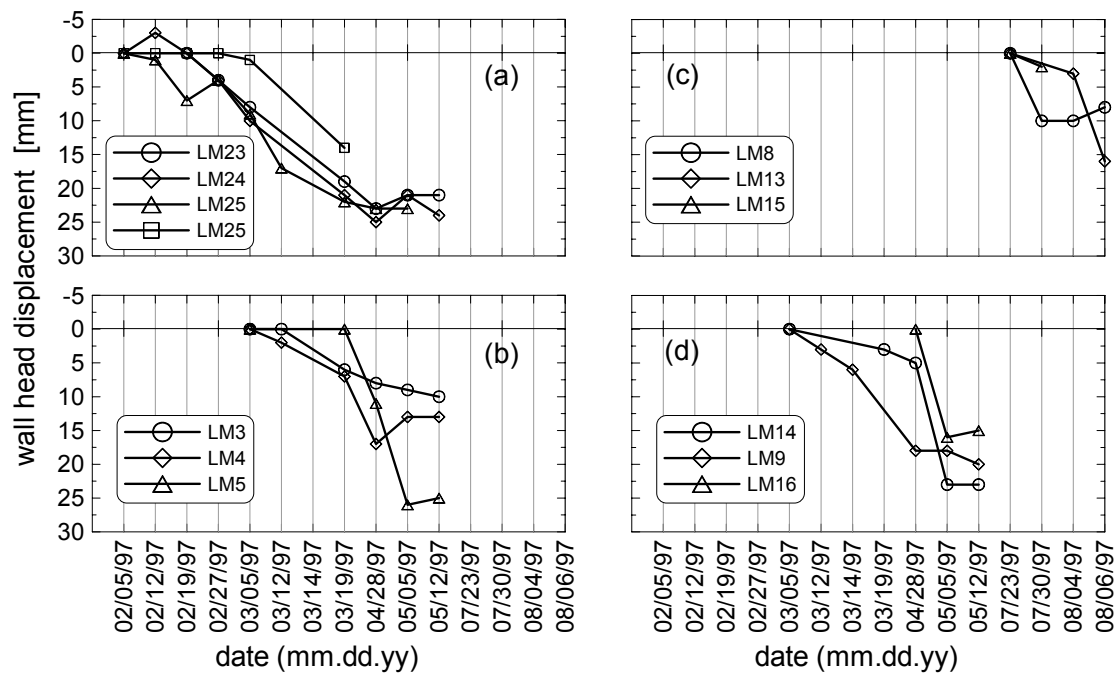 -5
0
5
10
15
20
25
30
(a)
LM23
LM24
LM25
LM25
(c)
LM8
LM13
LM15
wall head displacement [mm]
-5
0
5
10
15
20
25
30
(b)
LM3
LM4
LM5
(d)
LM14
LM9
LM16
02/05/97
02/12/97
02/19/97
02/27/97
03/05/97
03/12/97
03/14/97
03/19/97
04/28/97
05/05/97
05/12/97
07/23/97
07/30/97
08/04/97
08/06/97
02/05/97
02/12/97
02/19/97
02/27/97
03/05/97
03/12/97
03/14/97
03/19/97
04/28/97
05/05/97
05/12/97
07/23/97
07/30/97
08/04/97
08/06/97
date (mm.dd.yy)
date (mm.dd.yy)